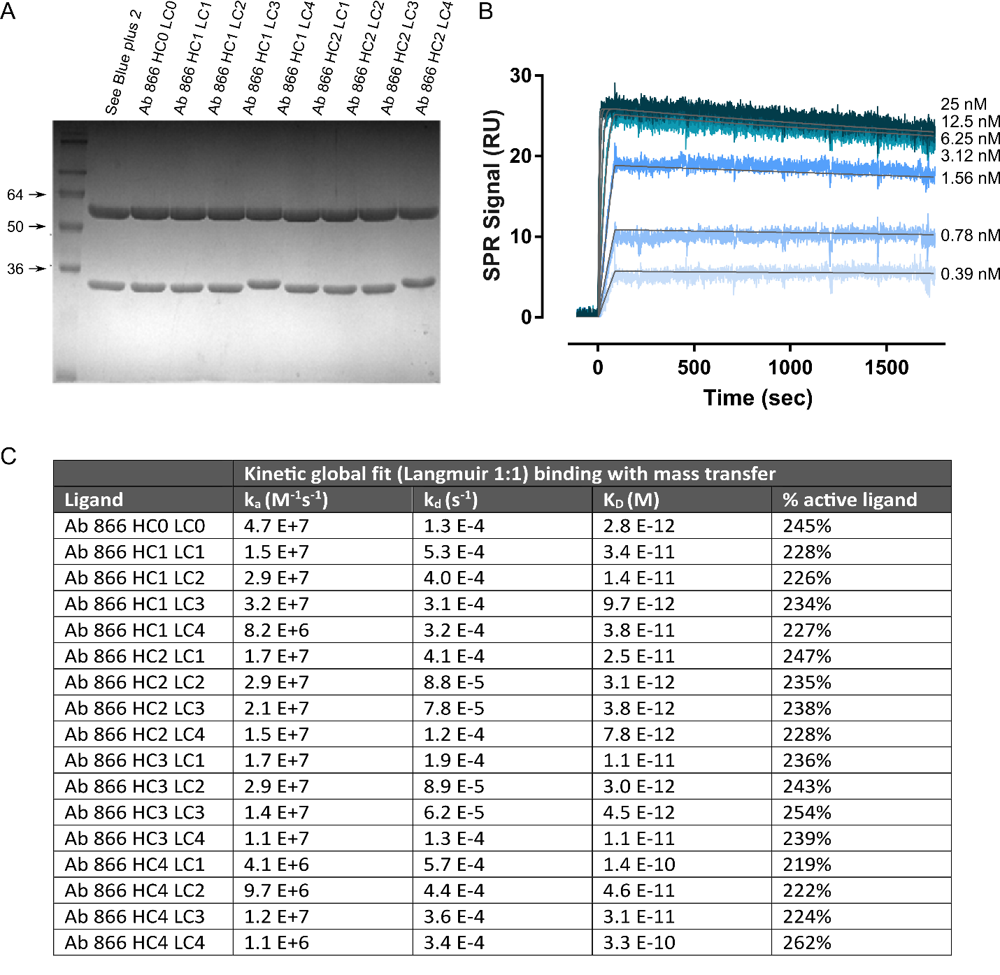 A
See Blue plus 2
Ab 866 HC0 LC0
Ab 866 HC1 LC1
Ab 866 HC1 LC2
Ab 866 HC1 LC3
Ab 866 HC1 LC4
Ab 866 HC2 LC1
Ab 866 HC2 LC2
Ab 866 HC2 LC3
Ab 866 HC2 LC4
64
50
36
B
30
20
10
0
SPR Signal (RU)
25 nM
12.5 nM
6.25 nM
3.12 nM
1.56 nM
0.78 nM
0.39 nM
0 500 1000 1500
Time (sec)
C
Kinetic global fit (Langmuir 1:1) binding with mass transfer
Ligand kₐ (M⁻¹s⁻¹) k_d (s⁻¹) K_D (M) % active ligand
Ab 866 HC0 LC0 4.7 E+7 1.3 E-4 2.8 E-12 245%
Ab 866 HC1 LC1 1.5 E+7 5.3 E-4 3.4 E-11 228%
Ab 866 HC1 LC2 2.9 E+7 4.0 E-4 1.4 E-11 226%
Ab 866 HC1 LC3 3.2 E+7 3.1 E-4 9.7 E-12 234%
Ab 866 HC1 LC4 8.2 E+6 3.2 E-4 3.8 E-11 227%
Ab 866 HC2 LC1 1.7 E+7 4.1 E-4 2.5 E-11 247%
Ab 866 HC2 LC2 2.9 E+7 8.8 E-5 3.1 E-12 235%
Ab 866 HC2 LC3 2.1 E+7 7.8 E-5 3.8 E-12 238%
Ab 866 HC2 LC4 1.5 E+7 1.2 E-4 7.8 E-12 228%
Ab 866 HC3 LC1 1.7 E+7 1.9 E-4 1.1 E-11 236%
Ab 866 HC3 LC2 2.9 E+7 8.9 E-5 3.0 E-12 243%
Ab 866 HC3 LC3 1.4 E+7 6.2 E-5 4.5 E-12 254%
Ab 866 HC3 LC4 1.1 E+7 1.3 E-4 1.1 E-11 239%
Ab 866 HC4 LC1 4.1 E+6 5.7 E-4 1.4 E-10 219%
Ab 866 HC4 LC2 9.7 E+6 4.4 E-4 4.6 E-11 222%
Ab 866 HC4 LC3 1.2 E+7 3.6 E-4 3.1 E-11 224%
Ab 866 HC4 LC4 1.1 E+6 3.4 E-4 3.3 E-10 262%